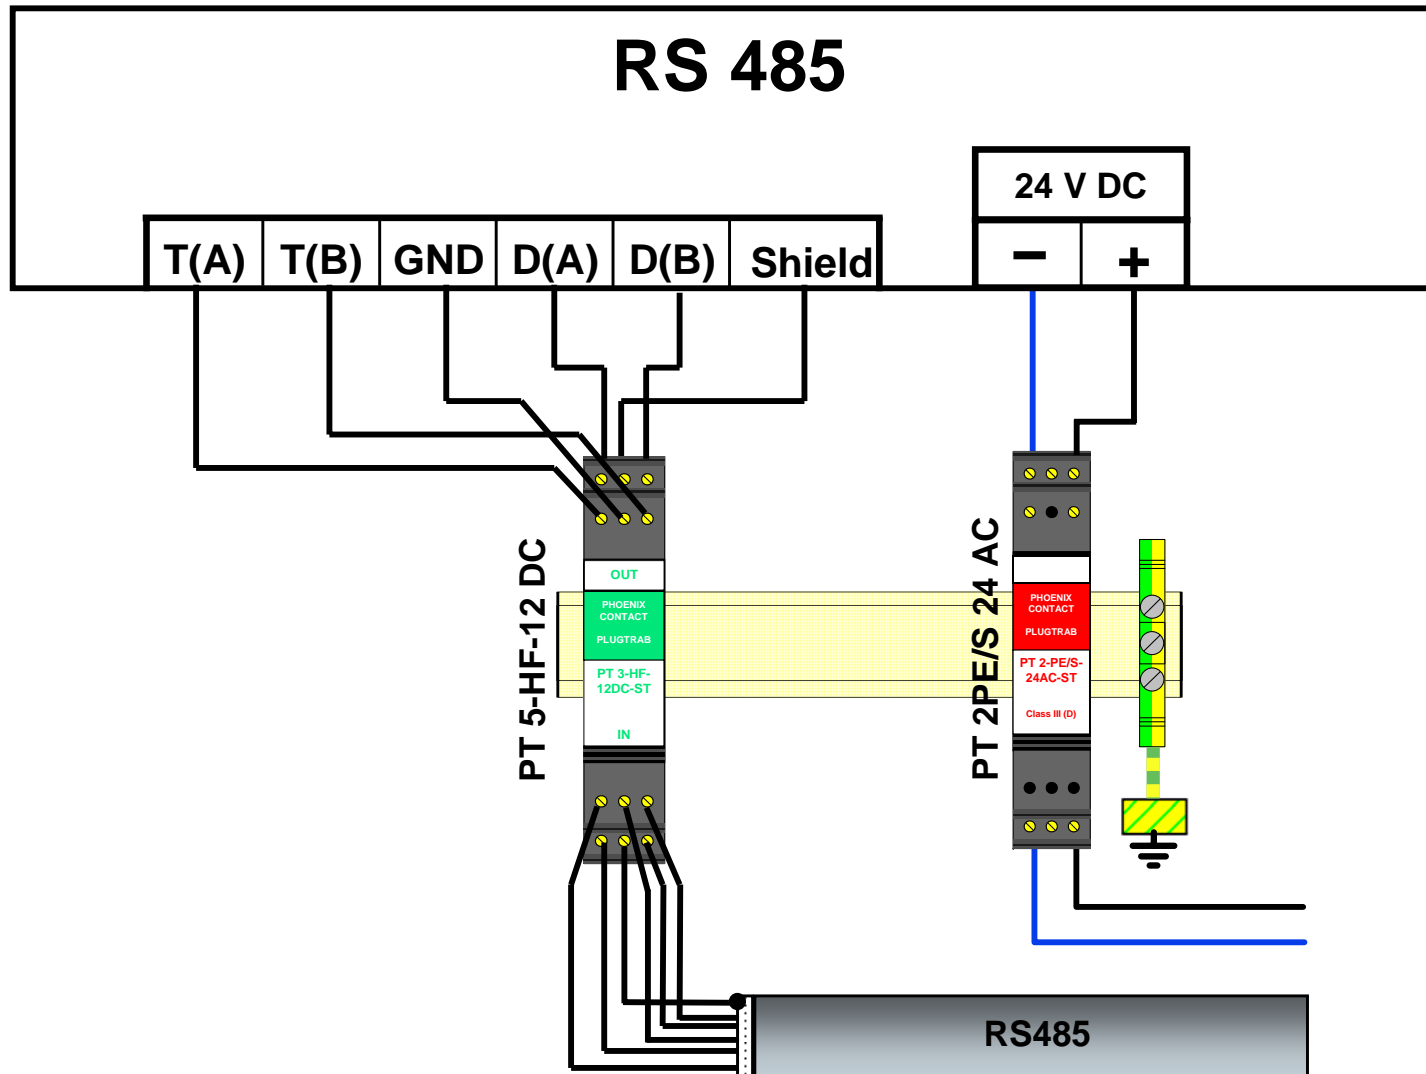 RS 485
24 V DC
− +
T(A) T(B) GND D(A) D(B) Shield
PT 5-HF-12 DC
OUT
PHOENIX
CONTACT
PLUGTRAB
PT 3-HF-
12DC-ST
IN
PT 2PE/S 24 AC
PHOENIX
CONTACT
PLUGTRAB
PT 2-PE/S-
24AC-ST
Class III (D)
RS485